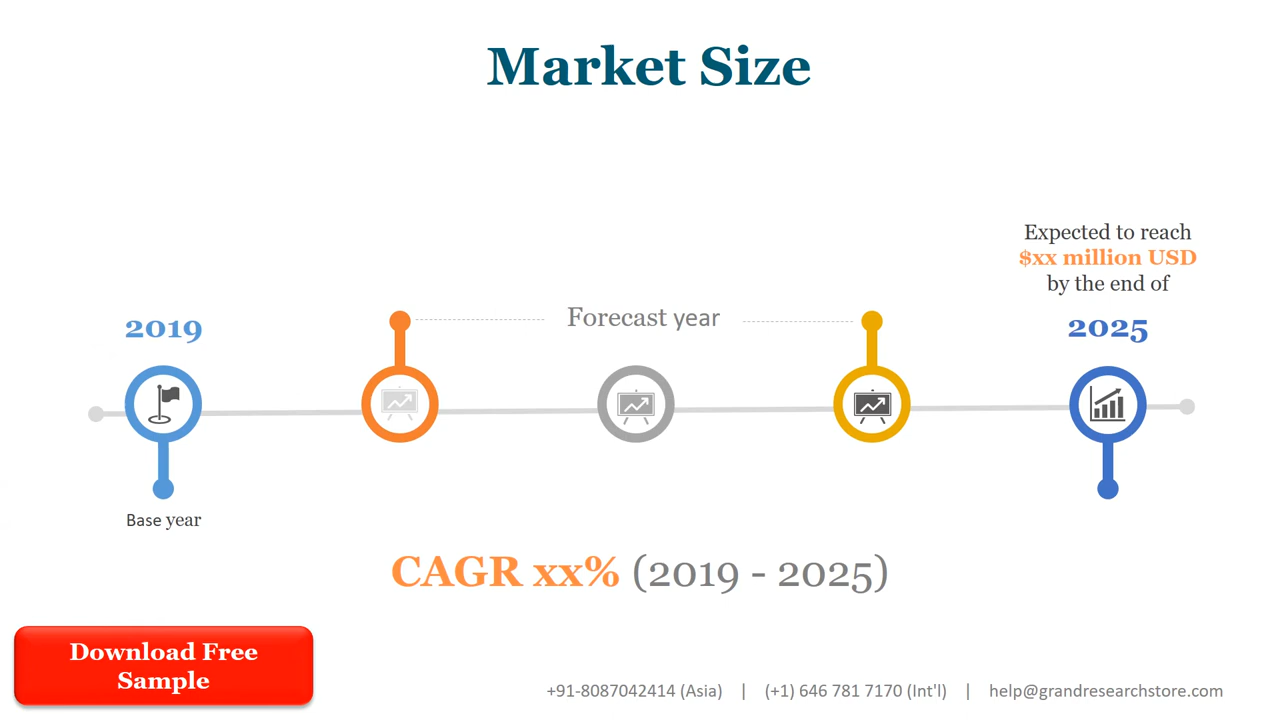 Market Size
Expected to reach
$xx million USD
by the end of
2019
Forecast year
2025
Base year
CAGR xx% (2019 - 2025)
Download Free
Sample
+91-8087042414 (Asia) | (+1) 646 781 7170 (Int'l) | help@grandresearchstore.com